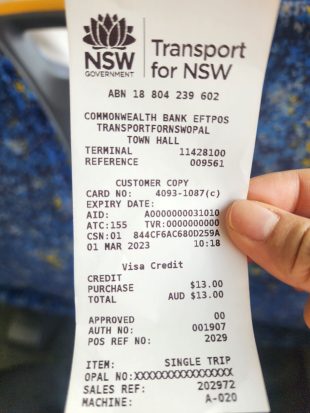 NSW
GOVERNMENT
Transport
for NSW
ABN 18 804 239 602
COMMONWEALTH BANK EFTPOS
TRANSPORTFORNSWOPAL
TOWN HALL
TERMINAL 11428100
REFERENCE 009561
CUSTOMER COPY
CARD NO: 4093-1087(c)
EXPIRY DATE:
AID: A0000000031010
ATC:155 TVR:0000000000
CSN:01 844CF6AC680D259A
01 MAR 2023 10:18
Visa Credit
CREDIT
PURCHASE $13.00
TOTAL AUD $13.00
APPROVED 00
AUTH NO: 001907
POS REF NO: 2029
ITEM: SINGLE TRIP
OPAL NO:XXXXXXXXXXXXXXXX
SALES REF: 202972
MACHINE: A-020